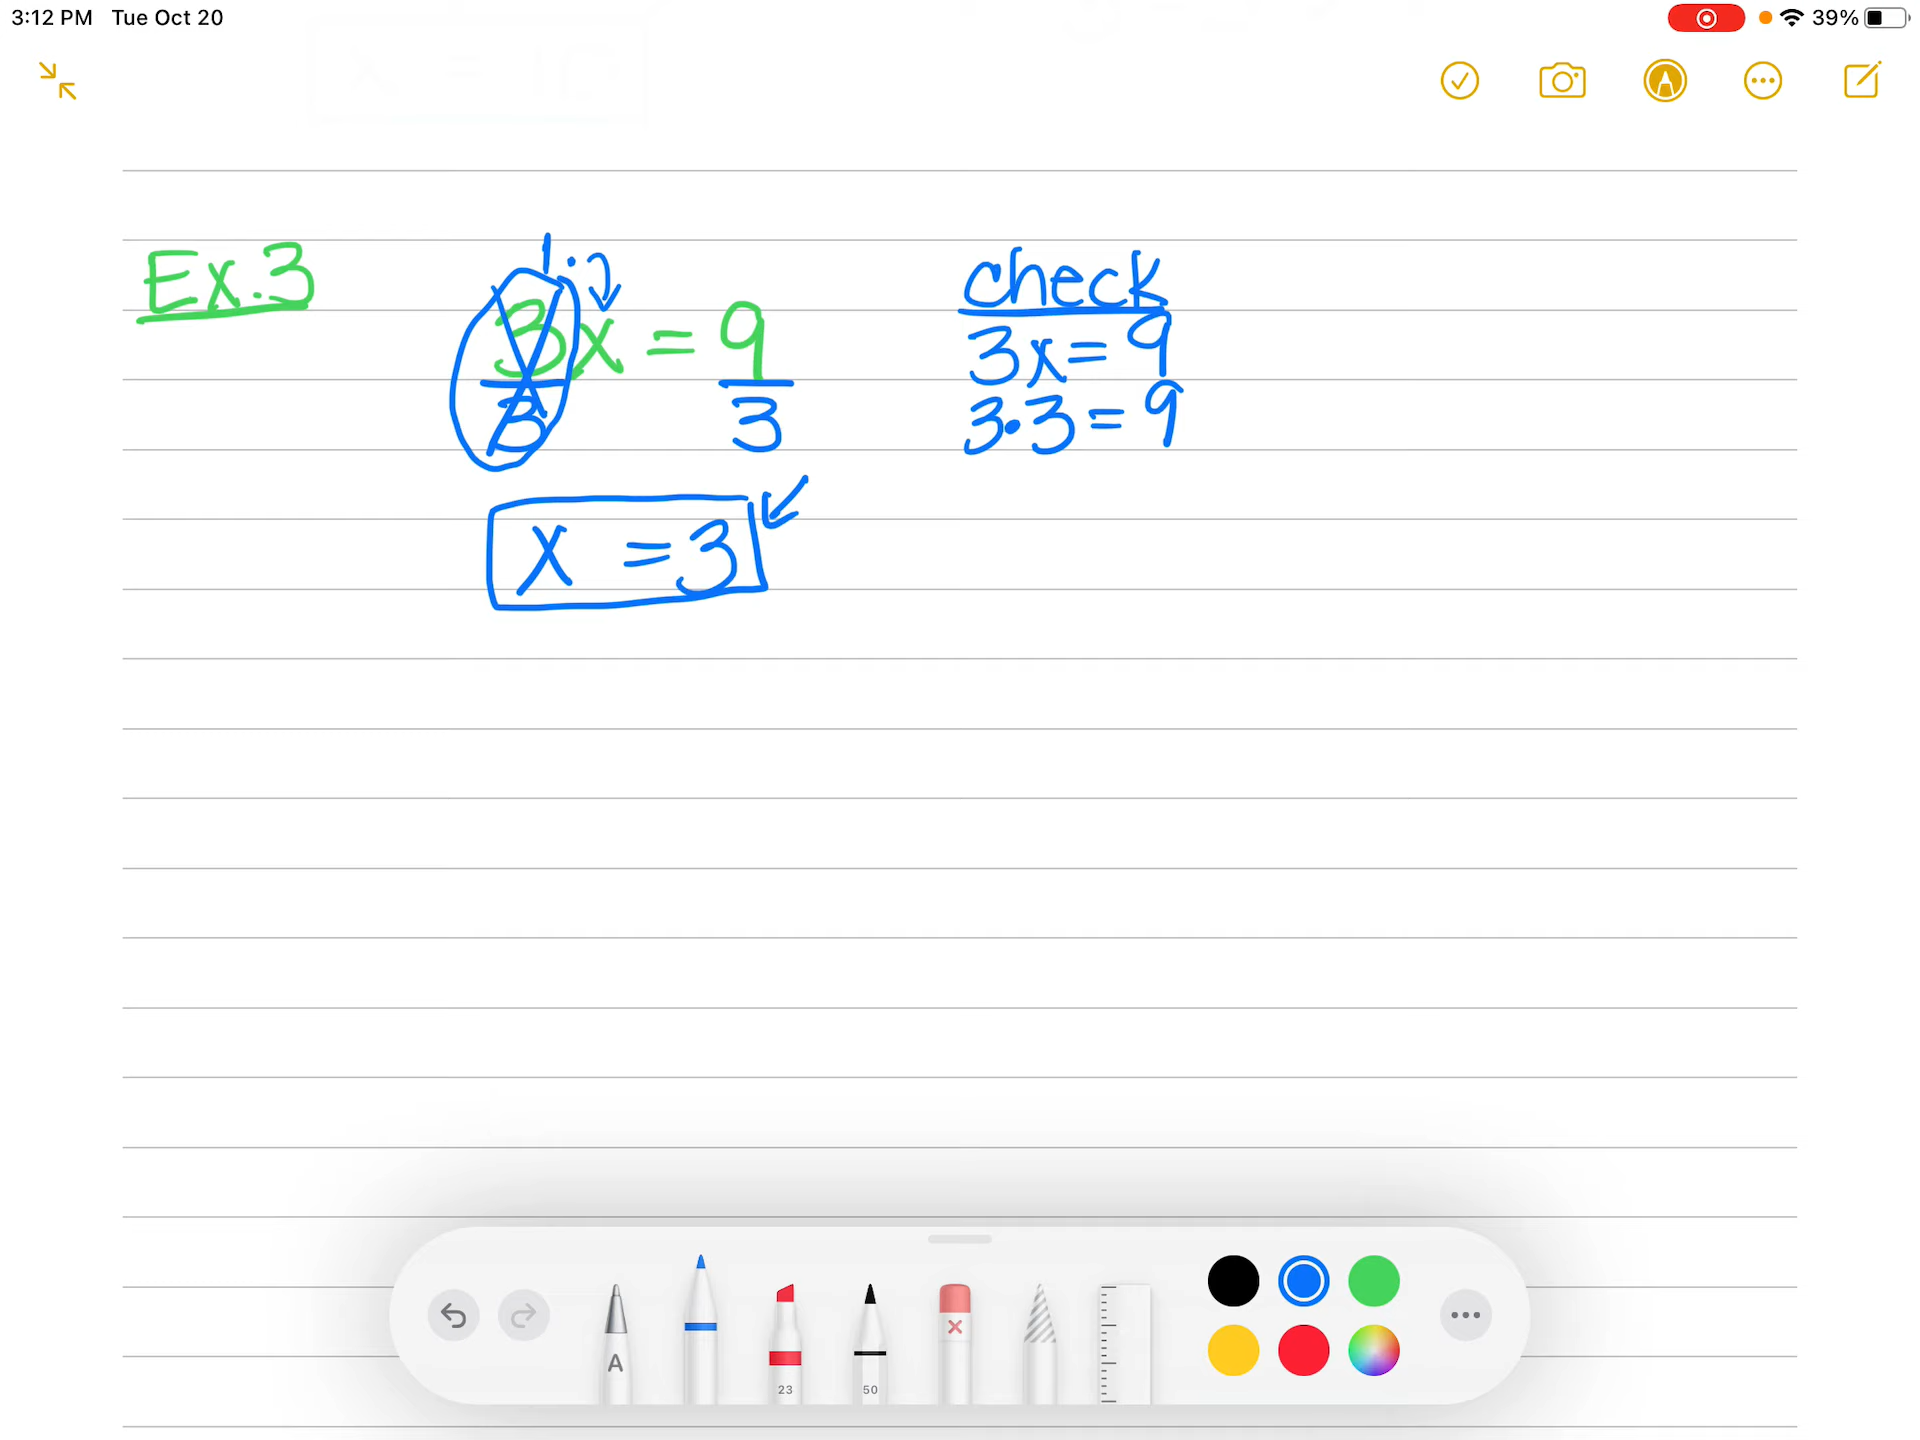 3:12 PM Tue Oct 20 39%
Ex.3
1 ·
3x = 9
3 3
x = 3
check
3x = 9
3·3 = 9
A 23 50